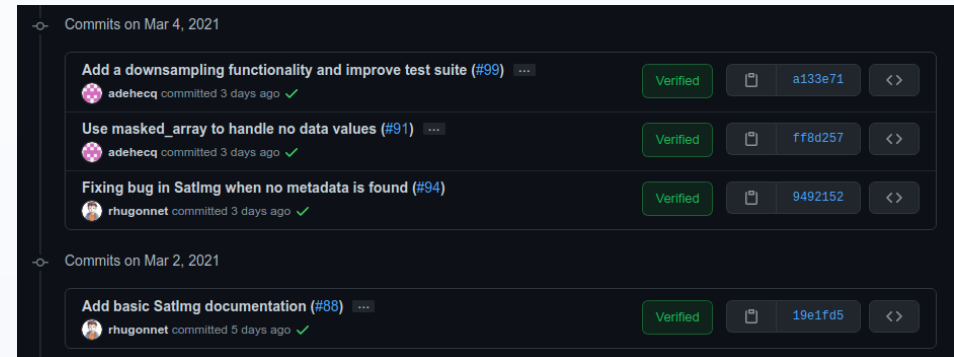 Commits on Mar 4, 2021
Add a downsampling functionality and improve test suite (#99) ...
adehecq committed 3 days ago
Verified
a133e71
Use masked_array to handle no data values (#91) ...
adehecq committed 3 days ago
Verified
ff8d257
Fixing bug in SatImg when no metadata is found (#94)
rhugonnet committed 3 days ago
Verified
9492152
Commits on Mar 2, 2021
Add basic SatImg documentation (#88) ...
rhugonnet committed 5 days ago
Verified
19e1fd5